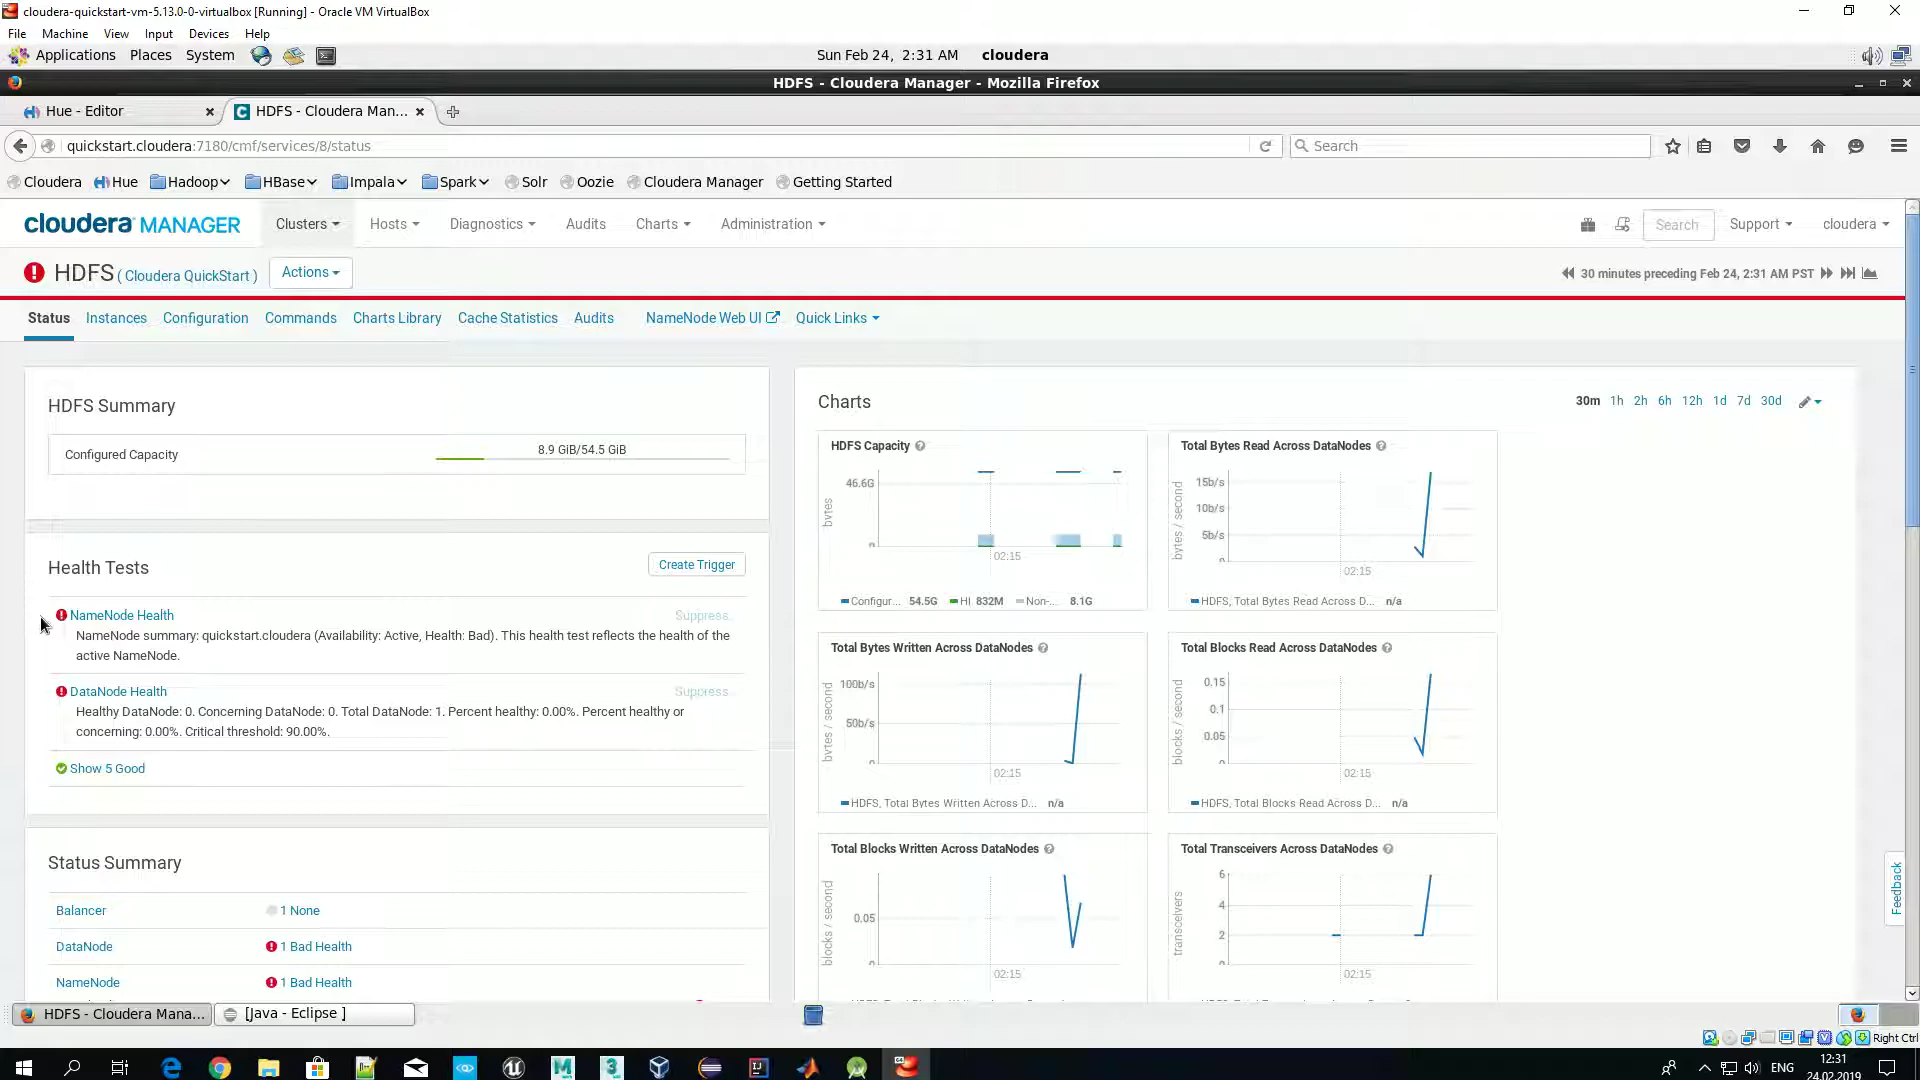 cloudera-quickstart-vm-5.13.0-0-virtualbox [Running] - Oracle VM VirtualBox
File Machine View Input Devices Help
Applications Places System Sun Feb 24, 2:31 AM cloudera
HDFS - Cloudera Manager - Mozilla Firefox
Hue - Editor HDFS - Cloudera Man...
quickstart.cloudera:7180/cmf/services/8/status Search
Cloudera Hue Hadoop HBase Impala Spark Solr Oozie Cloudera Manager Getting Started
cloudera MANAGER Clusters Hosts Diagnostics Audits Charts Administration Search Support cloudera
HDFS ( Cloudera QuickStart ) Actions 30 minutes preceding Feb 24, 2:31 AM PST
Status Instances Configuration Commands Charts Library Cache Statistics Audits NameNode Web UI Quick Links
HDFS Summary
Configured Capacity 8.9 GiB/54.5 GiB
Health Tests Create Trigger
NameNode Health Suppress...
NameNode summary: quickstart.cloudera (Availability: Active, Health: Bad). This health test reflects the health of the
active NameNode.
DataNode Health Suppress...
Healthy DataNode: 0. Concerning DataNode: 0. Total DataNode: 1. Percent healthy: 0.00%. Percent healthy or
concerning: 0.00%. Critical threshold: 90.00%.
Show 5 Good
Status Summary
Balancer 1 None
DataNode 1 Bad Health
NameNode 1 Bad Health
Charts 30m 1h 2h 6h 12h 1d 7d 30d
HDFS Capacity
bytes
46.6G
0
02:15
Configur... 54.5G HI 832M Non-... 8.1G
Total Bytes Read Across DataNodes
bytes / second
15b/s
10b/s
5b/s
0
02:15
HDFS, Total Bytes Read Across D... n/a
Total Bytes Written Across DataNodes
bytes / second
100b/s
50b/s
0
02:15
HDFS, Total Bytes Written Across D... n/a
Total Blocks Read Across DataNodes
blocks / second
0.15
0.1
0.05
0
02:15
HDFS, Total Blocks Read Across D... n/a
Total Blocks Written Across DataNodes
blocks / second
0.05
0
02:15
Total Transceivers Across DataNodes
transceivers
6
4
2
0
02:15
Feedback
HDFS - Cloudera Mana... [Java - Eclipse ]
Right Ctrl
ENG 12:31
24.02.2019